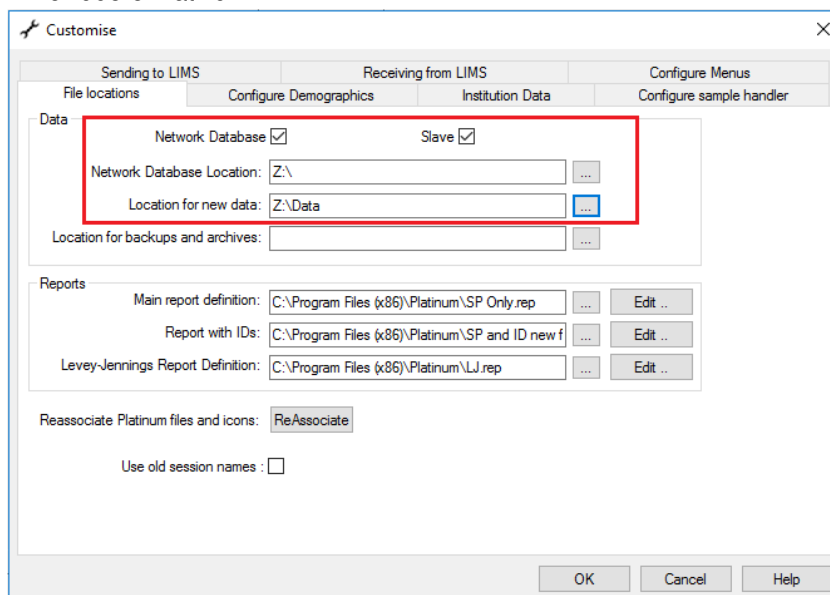 Customise
Sending to LIMS Receiving from LIMS Configure Menus
File locations Configure Demographics Institution Data Configure sample handler
Data
Network Database Slave
Network Database Location: Z:\ ...
Location for new data: Z:\Data ...
Location for backups and archives: ...
Reports
Main report definition: C:\Program Files (x86)\Platinum\SP Only.rep ... Edit ..
Report with IDs: C:\Program Files (x86)\Platinum\SP and ID new f ... Edit ..
Levey-Jennings Report Definition: C:\Program Files (x86)\Platinum\LJ.rep ... Edit ..
Reassociate Platinum files and icons: ReAssociate
Use old session names :
OK Cancel Help